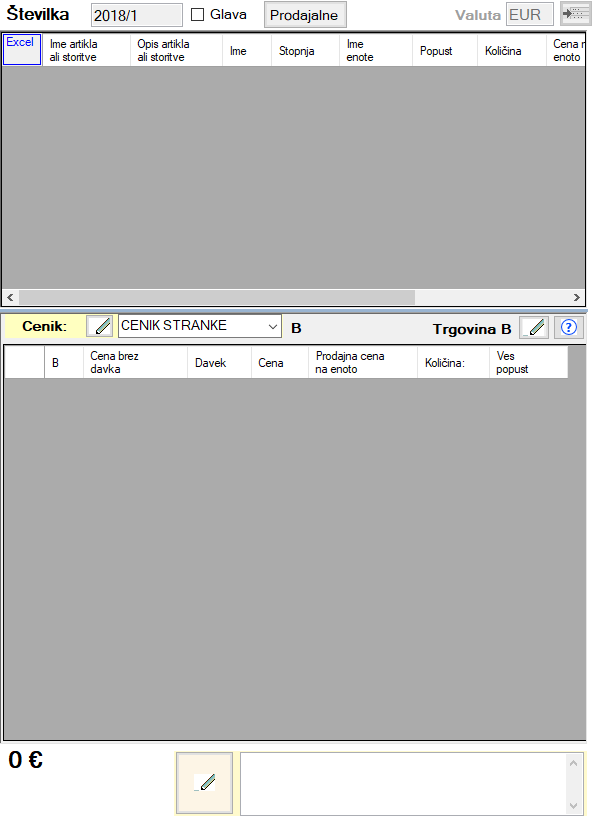 Številka 2018/1 Glava Prodajalne Valuta EUR
Excel Ime artikla ali storitve Opis artikla ali storitve Ime Stopnja Ime enote Popust Količina Cena n enoto
Cenik: CENIK STRANKE B Trgovina B ?
B Cena brez davka Davek Cena Prodajna cena na enoto Količina: Ves popust
0 €